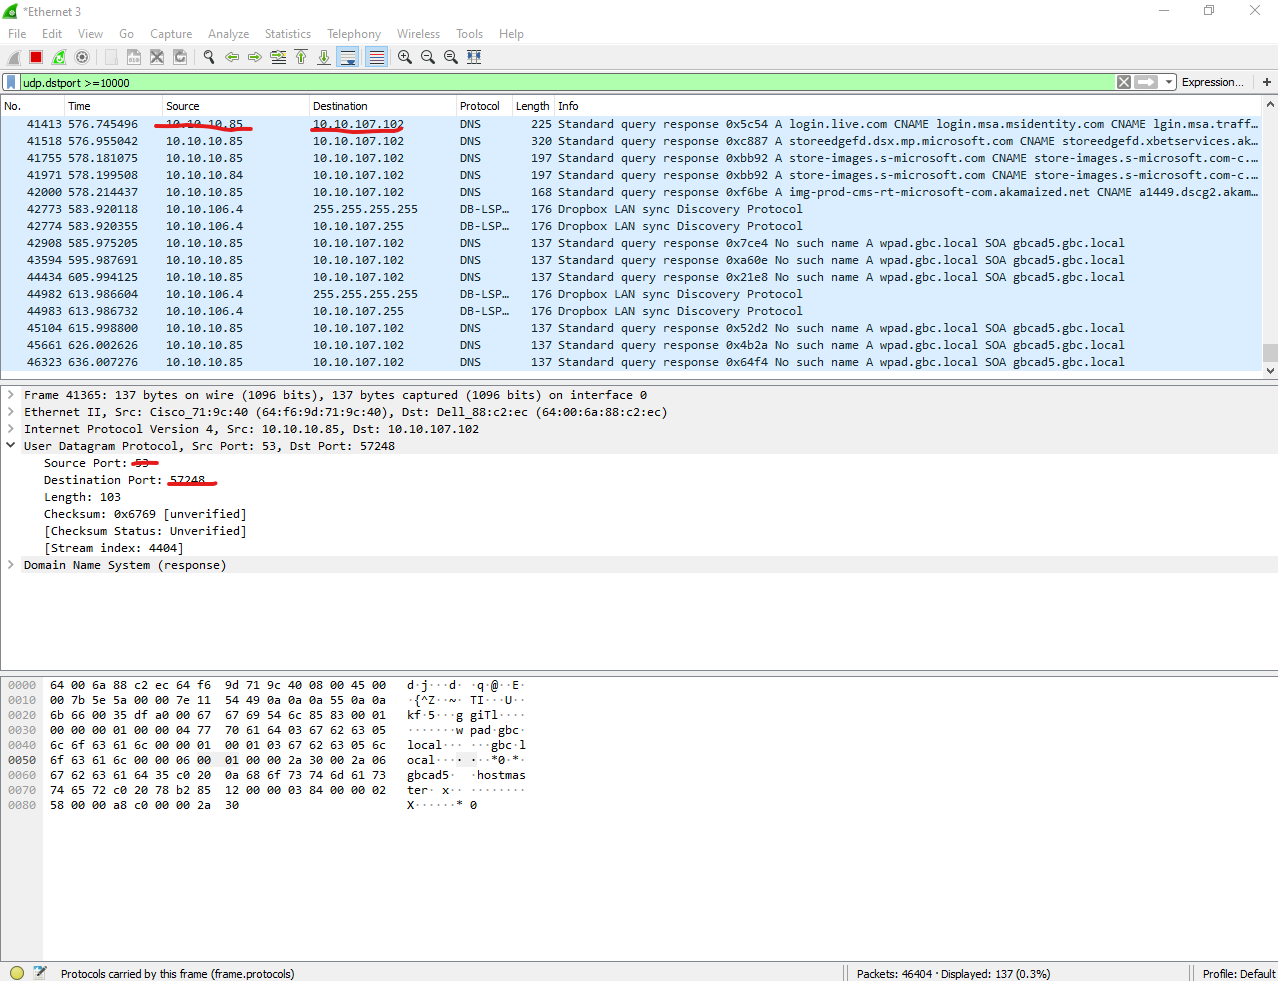 *Ethernet 3
File Edit View Go Capture Analyze Statistics Telephony Wireless Tools Help
udp.dstport >=10000 Expression... +
No. Time Source Destination Protocol Length Info
41413 576.745496 10.10.10.85 10.10.107.102 DNS 225 Standard query response 0x5c54 A login.live.com CNAME login.msa.msidentity.com CNAME lgin.msa.traff...
41518 576.955042 10.10.10.85 10.10.107.102 DNS 320 Standard query response 0xc887 A storeedgefd.dsx.mp.microsoft.com CNAME storeedgefd.xbetservices.ak...
41755 578.181075 10.10.10.85 10.10.107.102 DNS 197 Standard query response 0xbb92 A store-images.s-microsoft.com CNAME store-images.s-microsoft.com-c...
41971 578.199508 10.10.10.84 10.10.107.102 DNS 197 Standard query response 0xbb92 A store-images.s-microsoft.com CNAME store-images.s-microsoft.com-c...
42000 578.214437 10.10.10.85 10.10.107.102 DNS 168 Standard query response 0xf6be A img-prod-cms-rt-microsoft-com.akamaized.net CNAME a1449.dscg2.akam...
42773 583.920118 10.10.106.4 255.255.255.255 DB-LSP... 176 Dropbox LAN sync Discovery Protocol
42774 583.920355 10.10.106.4 10.10.107.255 DB-LSP... 176 Dropbox LAN sync Discovery Protocol
42908 585.975205 10.10.10.85 10.10.107.102 DNS 137 Standard query response 0x7ce4 No such name A wpad.gbc.local SOA gbcad5.gbc.local
43594 595.987691 10.10.10.85 10.10.107.102 DNS 137 Standard query response 0xa60e No such name A wpad.gbc.local SOA gbcad5.gbc.local
44434 605.994125 10.10.10.85 10.10.107.102 DNS 137 Standard query response 0x21e8 No such name A wpad.gbc.local SOA gbcad5.gbc.local
44982 613.986604 10.10.106.4 255.255.255.255 DB-LSP... 176 Dropbox LAN sync Discovery Protocol
44983 613.986732 10.10.106.4 10.10.107.255 DB-LSP... 176 Dropbox LAN sync Discovery Protocol
45104 615.998800 10.10.10.85 10.10.107.102 DNS 137 Standard query response 0x52d2 No such name A wpad.gbc.local SOA gbcad5.gbc.local
45661 626.002626 10.10.10.85 10.10.107.102 DNS 137 Standard query response 0x4b2a No such name A wpad.gbc.local SOA gbcad5.gbc.local
46323 636.007276 10.10.10.85 10.10.107.102 DNS 137 Standard query response 0x64f4 No such name A wpad.gbc.local SOA gbcad5.gbc.local
Frame 41365: 137 bytes on wire (1096 bits), 137 bytes captured (1096 bits) on interface 0
Ethernet II, Src: Cisco_71:9c:40 (64:f6:9d:71:9c:40), Dst: Dell_88:c2:ec (64:00:6a:88:c2:ec)
Internet Protocol Version 4, Src: 10.10.10.85, Dst: 10.10.107.102
User Datagram Protocol, Src Port: 53, Dst Port: 57248
Source Port: 53
Destination Port: 57248
Length: 103
Checksum: 0x6769 [unverified]
[Checksum Status: Unverified]
[Stream index: 4404]
Domain Name System (response)
0000 64 00 6a 88 c2 ec 64 f6 9d 71 9c 40 08 00 45 00 d·j···d· ·q·@··E·
0010 00 7b 5e 5a 00 00 7e 11 54 49 0a 0a 0a 55 0a 0a ·{^Z··~· TI···U··
0020 6b 66 00 35 df a0 00 67 67 69 54 6c 85 83 00 01 kf·5···g giTl····
0030 00 00 00 01 00 00 04 77 70 61 64 03 67 62 63 05 ·······w pad·gbc·
0040 6c 6f 63 61 6c 00 00 01 00 01 03 67 62 63 05 6c local··· ···gbc·l
0050 6f 63 61 6c 00 00 06 00 01 00 00 2a 30 00 2a 06 ocal···· ···*0·*·
0060 67 62 63 61 64 35 c0 20 0a 68 6f 73 74 6d 61 73 gbcad5· ·hostmas
0070 74 65 72 c0 20 78 b2 85 12 00 00 03 84 00 00 02 ter· x·· ········
0080 58 00 00 a8 c0 00 00 2a 30 X······* 0
Protocols carried by this frame (frame.protocols) Packets: 46404 · Displayed: 137 (0.3%) Profile: Default